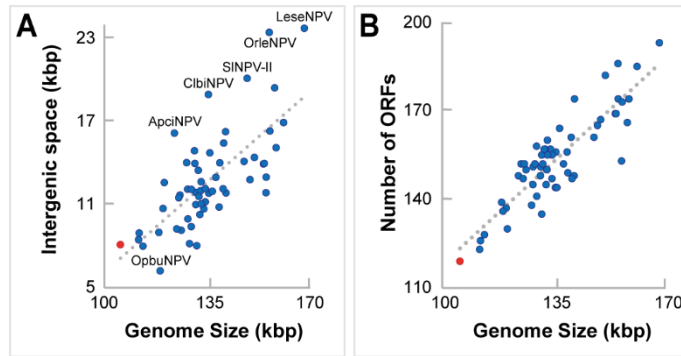 A
LeseNPV
OrleNPV
SlNPV-II
ClbiNPV
ApciNPV
OpbuNPV
23
17
11
5
100
135
170
Intergenic space (kbp)
Genome Size (kbp)
B
200
170
140
110
100
135
170
Number of ORFs
Genome Size (kbp)